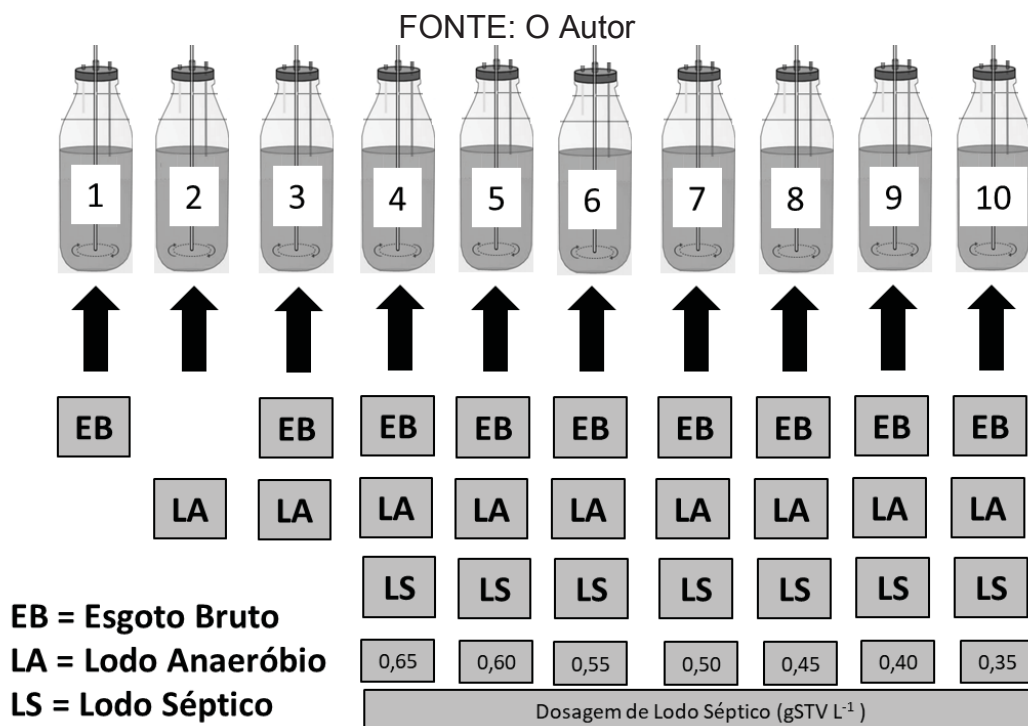 FONTE: O Autor
1 2 3 4 5 6 7 8 9 10
EB EB EB EB EB EB EB EB EB
LA LA LA LA LA LA LA LA LA
LS LS LS LS LS LS LS
EB = Esgoto Bruto
LA = Lodo Anaeróbio
LS = Lodo Séptico
0,65 0,60 0,55 0,50 0,45 0,40 0,35
Dosagem de Lodo Séptico (gSTV L⁻¹ )